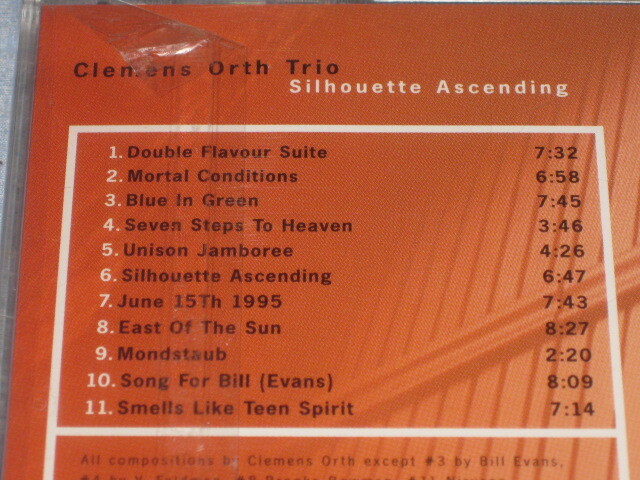 Clemens Orth Trio
Silhouette Ascending
1. Double Flavour Suite 7:32
2. Mortal Conditions 6:58
3. Blue In Green 7:45
4. Seven Steps To Heaven 3:46
5. Unison Jamboree 4:26
6. Silhouette Ascending 6:47
7. June 15Th 1995 7:43
8. East Of The Sun 8:27
9. Mondstaub 2:20
10. Song For Bill (Evans) 8:09
11. Smells Like Teen Spirit 7:14
All compositions by Clemens Orth except #3 by Bill Evans,